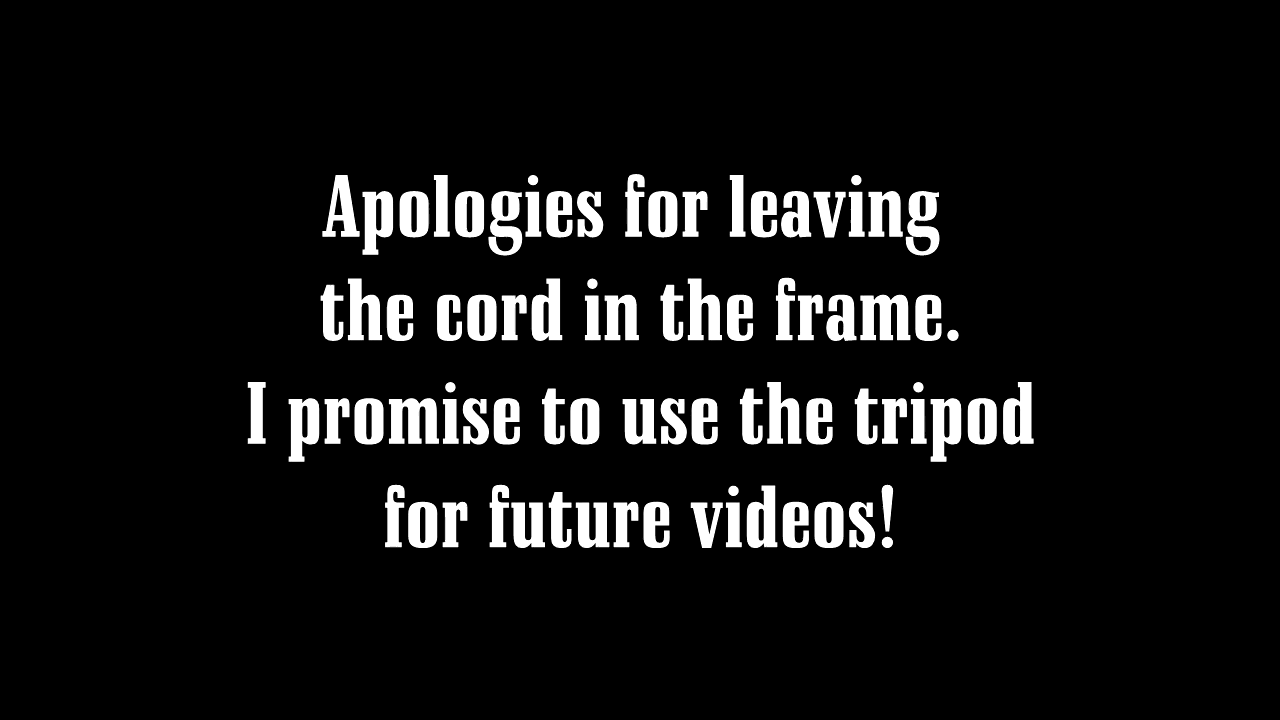 Apologies for leaving
the cord in the frame.
I promise to use the tripod
for future videos!